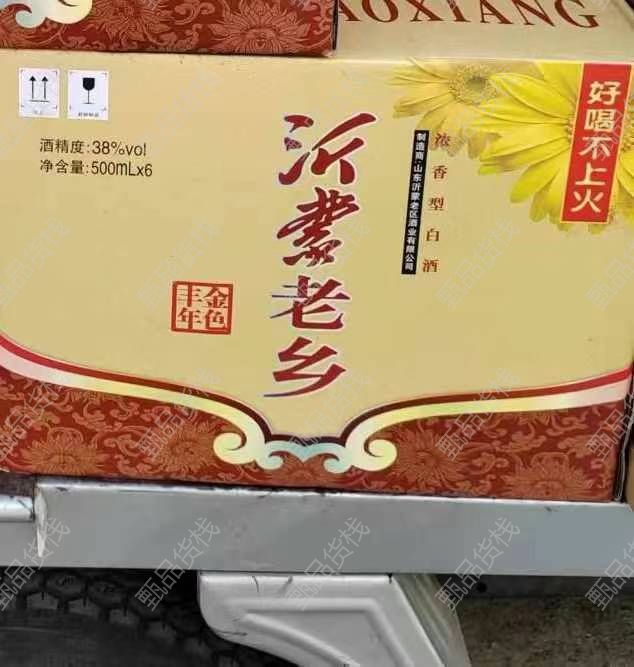 AOXIANG
酒精度:38%vol
净含量:500mLx6
沂蒙老乡
浓香型白酒
制造商:山东沂蒙老区酒业有限公司
好喝不上火
金色
丰年
甄品货栈